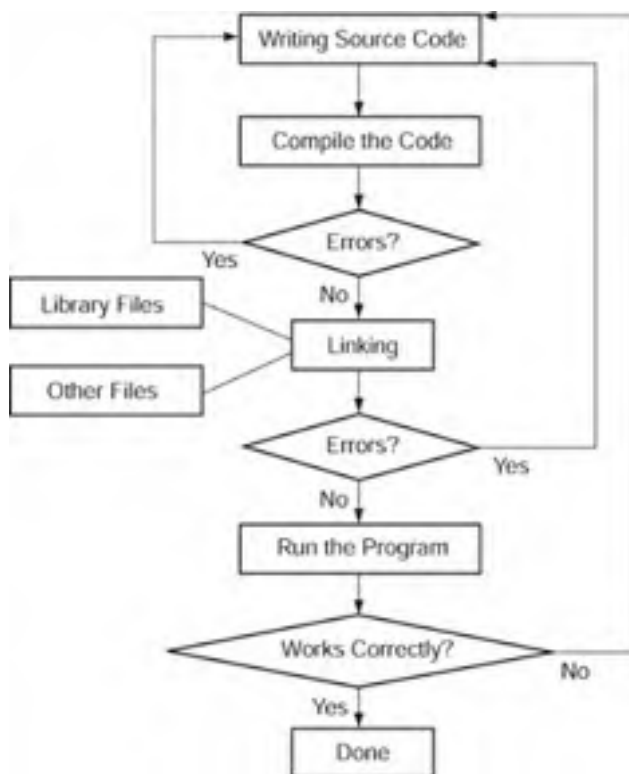 Writing Source Code
Compile the Code
Errors?
Yes
No
Library Files
Linking
Other Files
Errors?
Yes
No
Run the Program
Works Correctly?
No
Yes
Done